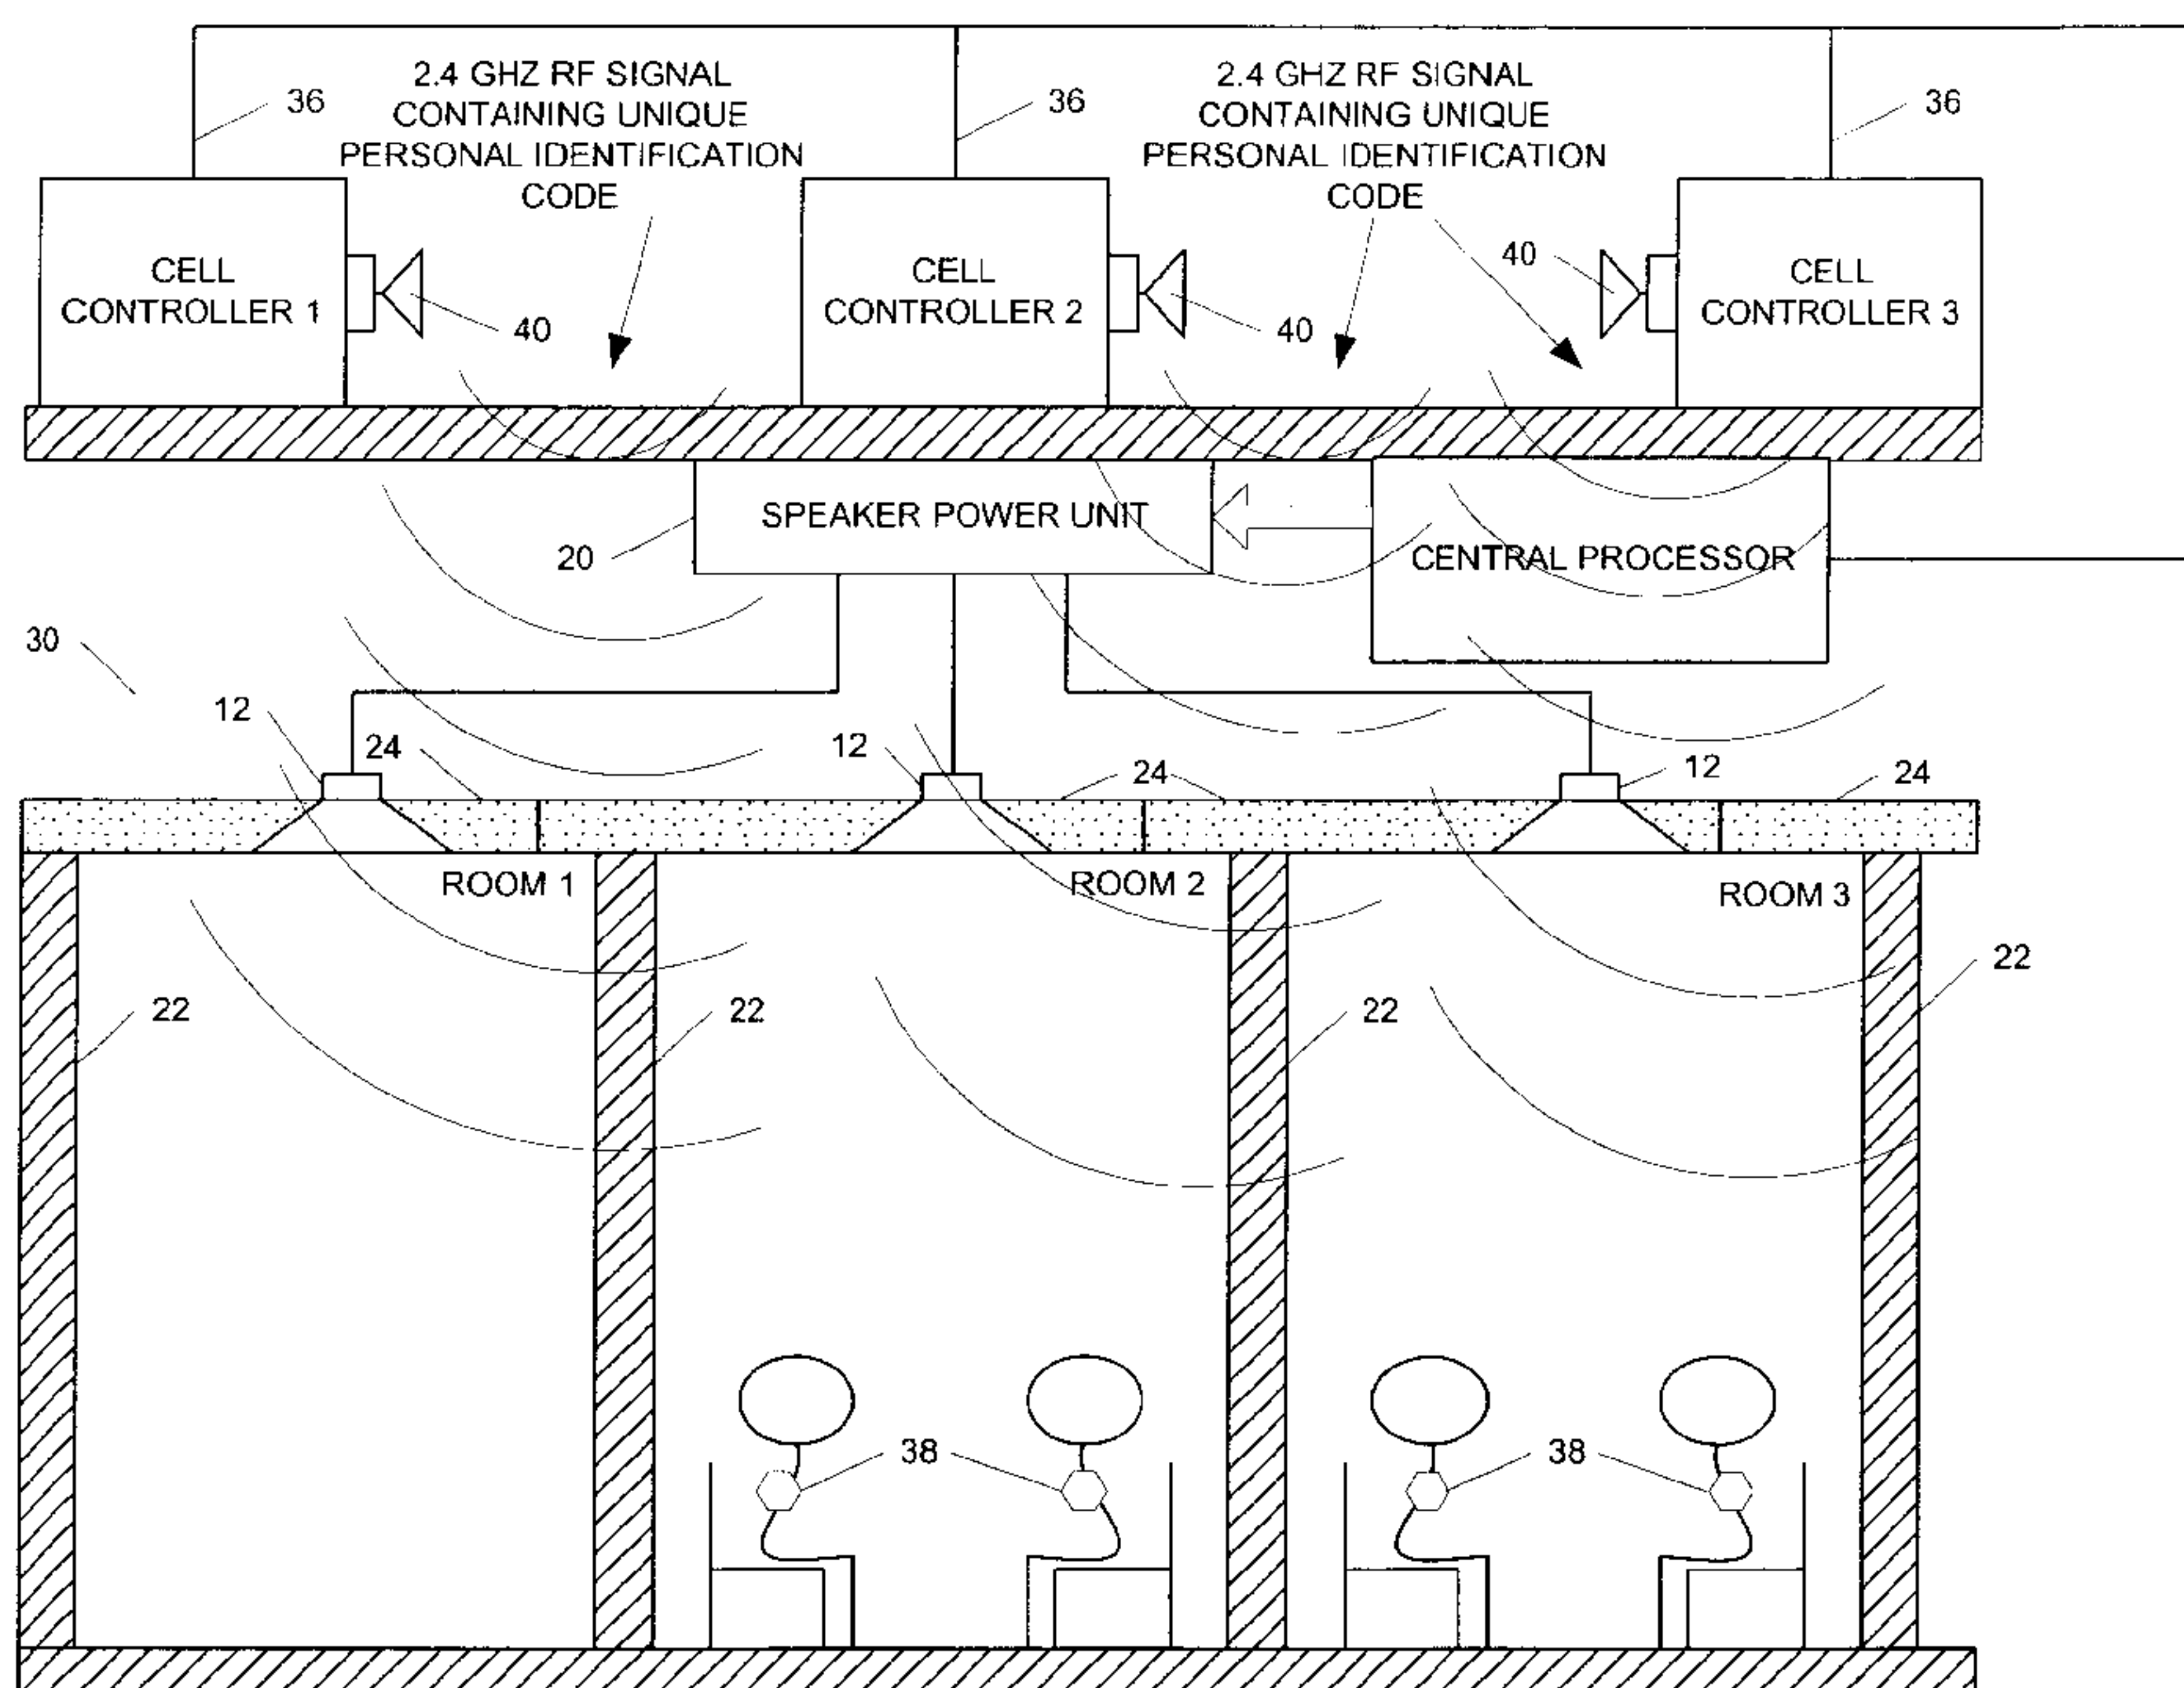 2.4 GHZ RF SIGNAL
CONTAINING UNIQUE
PERSONAL IDENTIFICATION
CODE
2.4 GHZ RF SIGNAL
CONTAINING UNIQUE
PERSONAL IDENTIFICATION
CODE
36
36
36
CELL
CONTROLLER 1
40
CELL
CONTROLLER 2
40
40
CELL
CONTROLLER 3
SPEAKER POWER UNIT
20
CENTRAL PROCESSOR
30
12
24
12
24
12
24
ROOM 1
ROOM 2
ROOM 3
22
22
22
22
38
38